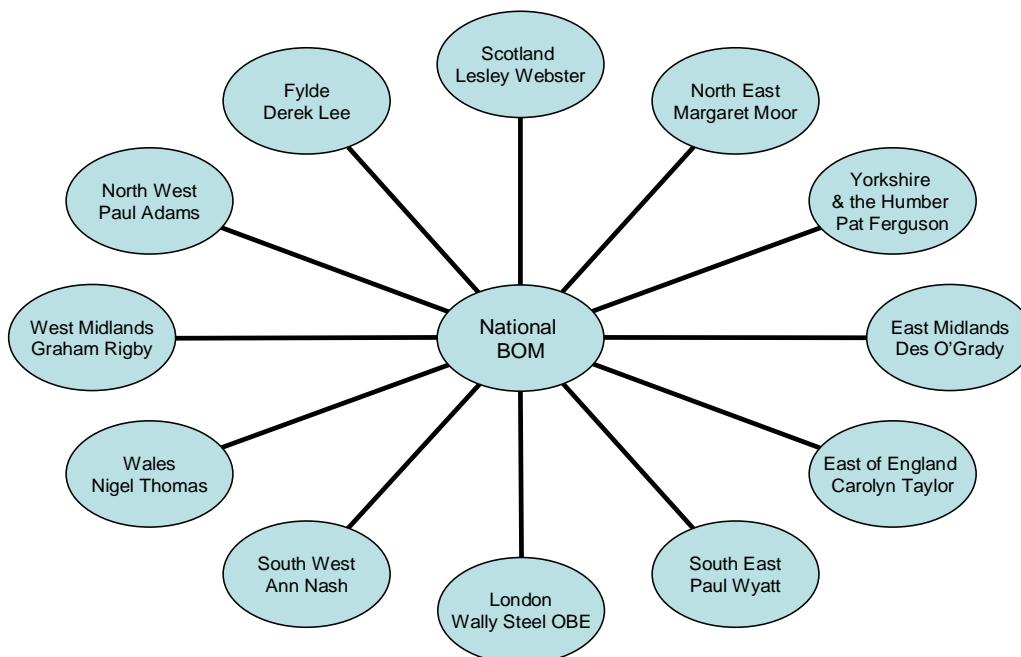 Scotland
Lesley Webster
Fylde
Derek Lee
North East
Margaret Moor
North West
Paul Adams
Yorkshire
& the Humber
Pat Ferguson
West Midlands
Graham Rigby
National
BOM
East Midlands
Des O’Grady
Wales
Nigel Thomas
East of England
Carolyn Taylor
South West
Ann Nash
South East
Paul Wyatt
London
Wally Steel OBE